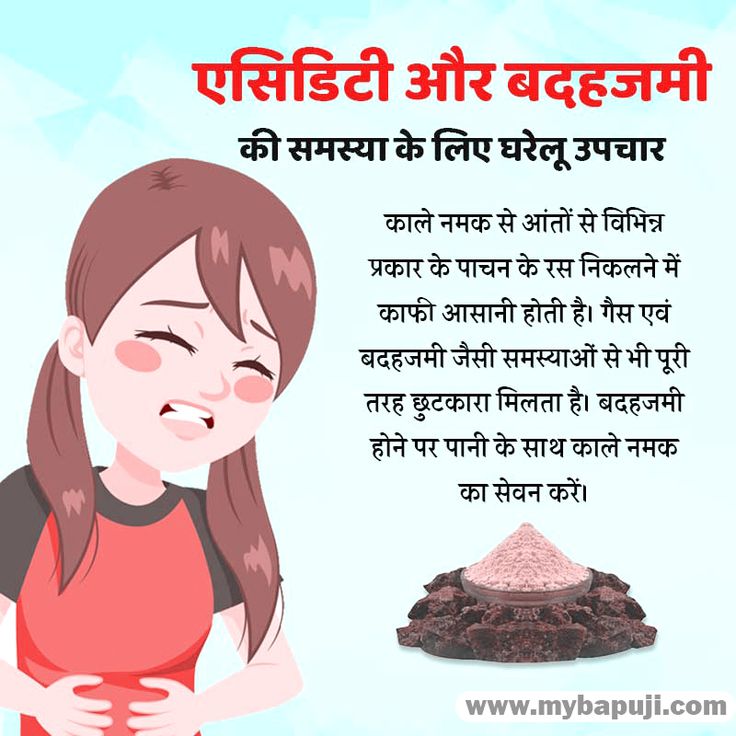 एसिडिटी और बदहजमी
की समस्या के लिए घरेलू उपचार
काले नमक से आंतों से विभिन्न
प्रकार के पाचन के रस निकलने में
काफी आसानी होती है। गैस एवं
बदहजमी जैसी समस्याओं से भी पूरी
तरह छुटकारा मिलता है। बदहजमी
होने पर पानी के साथ काले नमक
का सेवन करें।
www.mybapuji.com